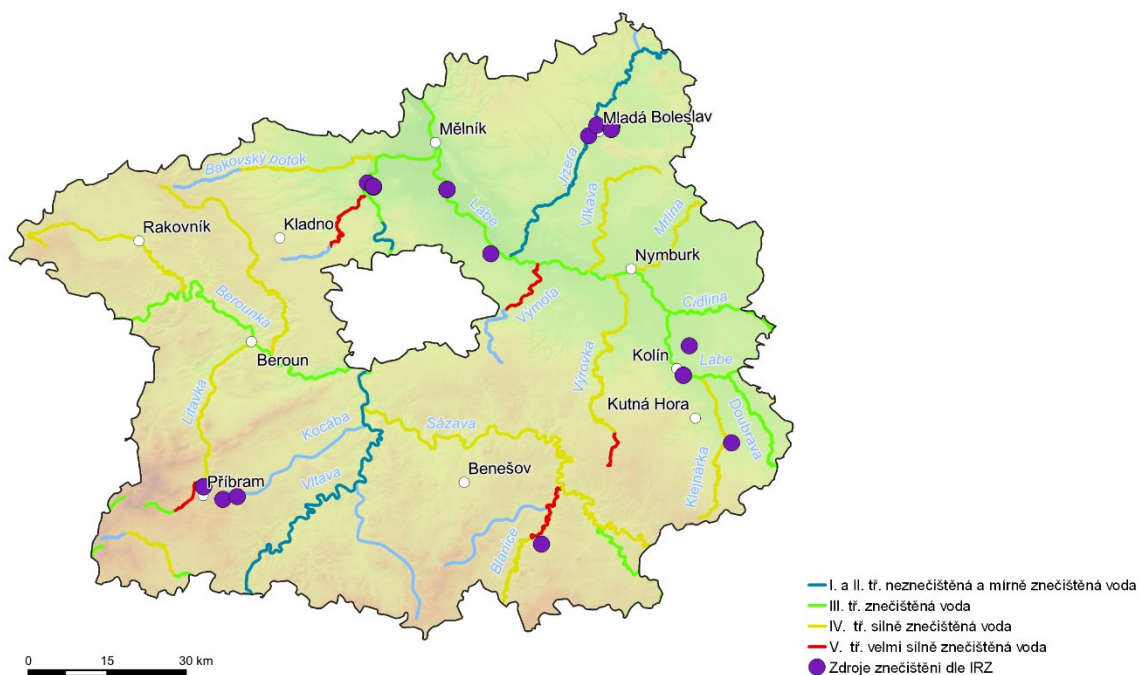 Mladá Boleslav
Mělník
Bakovský potok
Jizera
Labe
Vlkava
Mrlina
Rakovník
Kladno
Nymburk
Berounka
Výmola
Crdlina
Beroun
Kolín
Labe
Výrovka
Litavka
Kutná Hora
Doubrava
Kocába
Sázava
Klejnárka
Vltava
Benešov
Příbram
Blanice
I. a II. tř. neznečištěná a mírně znečištěná voda
III. tř. znečištěná voda
IV. tř. silně znečištěná voda
V. tř. velmi silně znečištěná voda
Zdroje znečištění dle IRZ
0 15 30 km